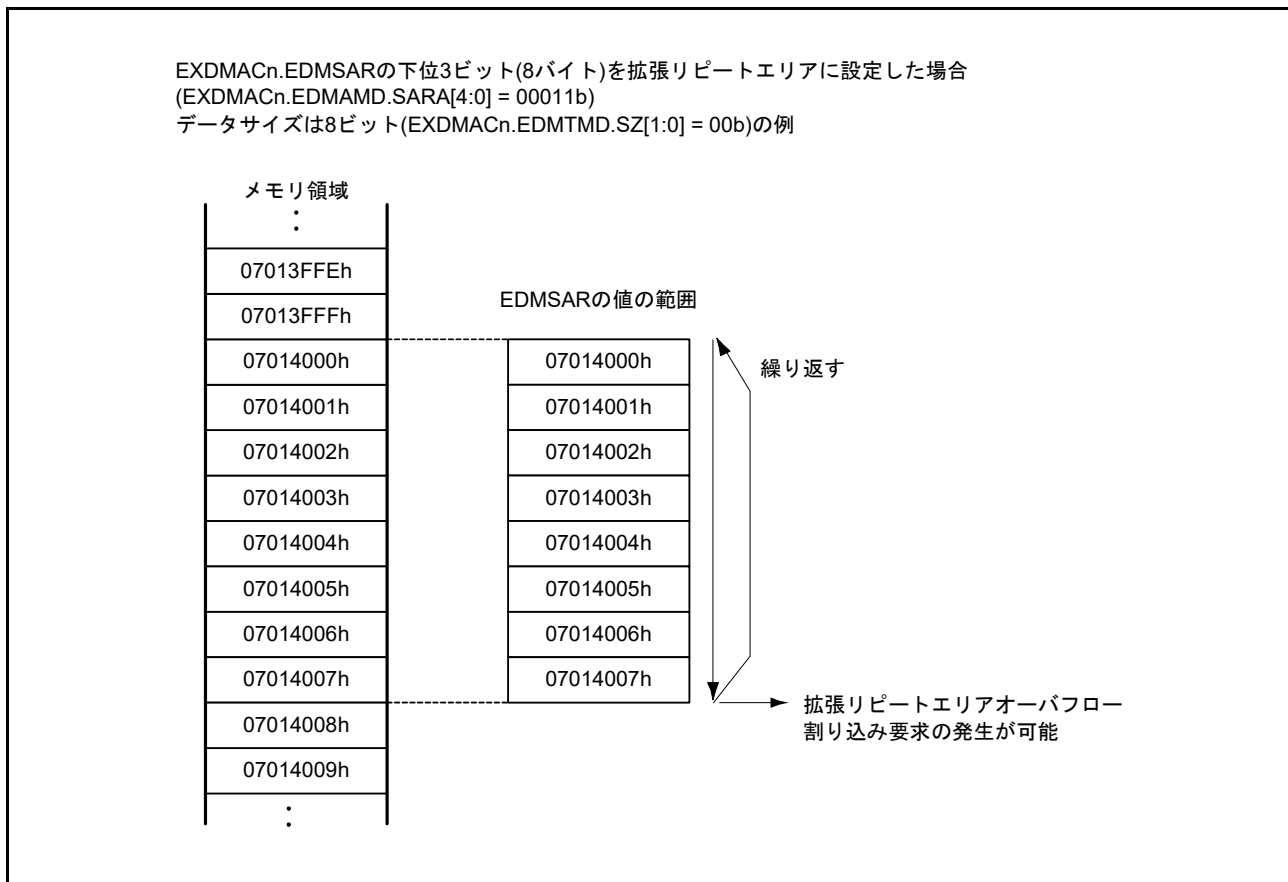 EXDMACn.EDMSARの下位3ビット(8バイト)を拡張リピートエリアに設定した場合
(EXDMACn.EDMAMD.SARA[4:0] = 00011b)
データサイズは8ビット(EXDMACn.EDMTMD.SZ[1:0] = 00b)の例
メモリ領域
07013FFEh
07013FFFh
07014000h
07014001h
07014002h
07014003h
07014004h
07014005h
07014006h
07014007h
07014008h
07014009h
EDMSARの値の範囲
07014000h
07014001h
07014002h
07014003h
07014004h
07014005h
07014006h
07014007h
繰り返す
拡張リピートエリアオーバフロー
割り込み要求の発生が可能